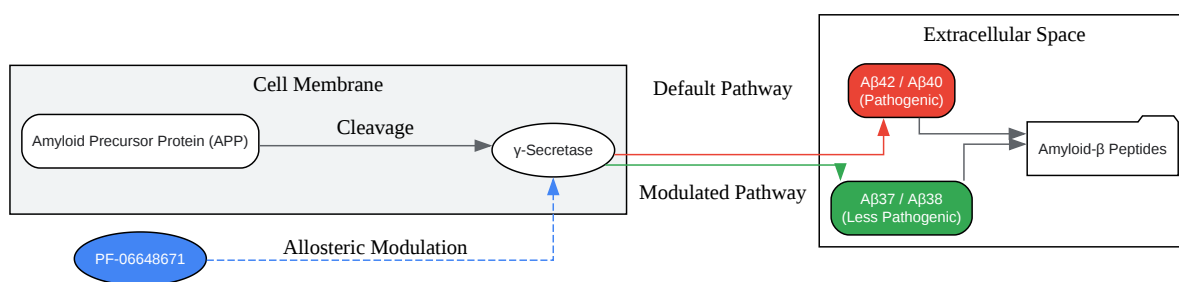 Extracellular Space
Cell Membrane
Default Pathway
Aβ42 / Aβ40
(Pathogenic)
Amyloid Precursor Protein (APP)
Cleavage
γ-Secretase
Amyloid-β Peptides
Modulated Pathway
Aβ37 / Aβ38
(Less Pathogenic)
PF-06648671
Allosteric Modulation